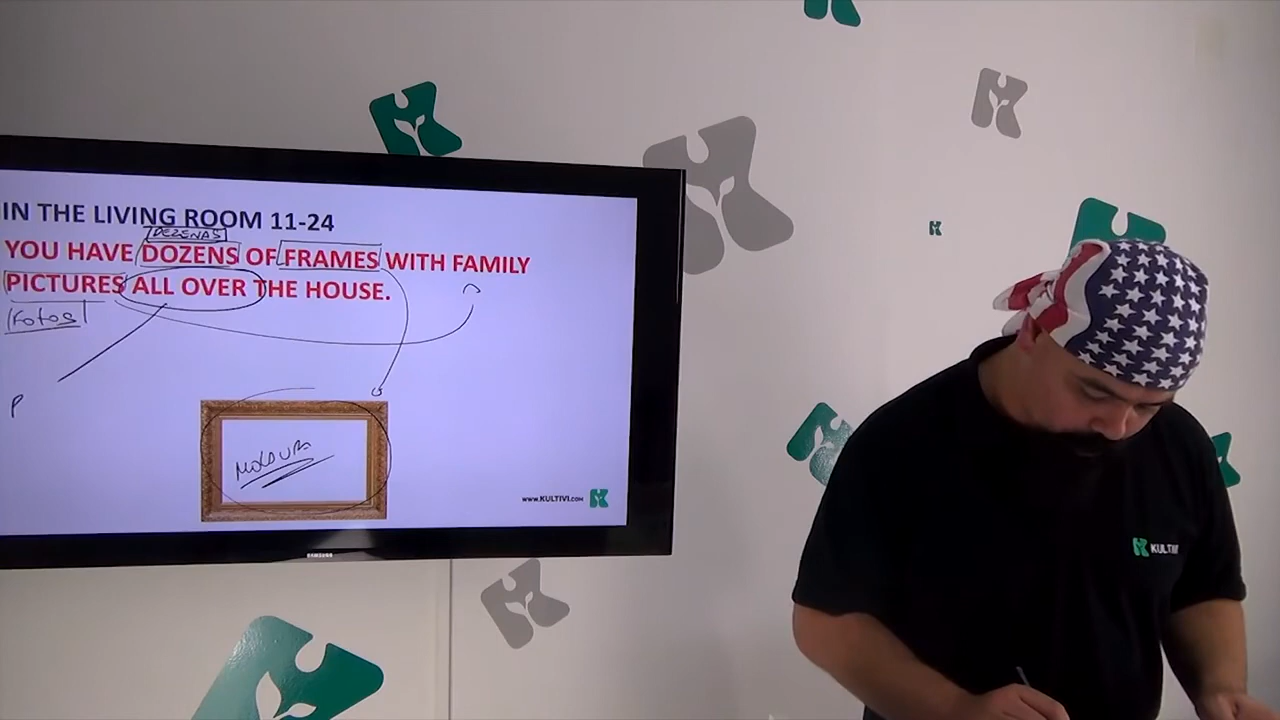 IN THE LIVING ROOM 11-24
DEZENAS
YOU HAVE DOZENS OF FRAMES WITH FAMILY
PICTURES ALL OVER THE HOUSE.
Fotos
P
MOLDURA
WWW.KULTIVI.COM
SAMSUNG
KULTIVI